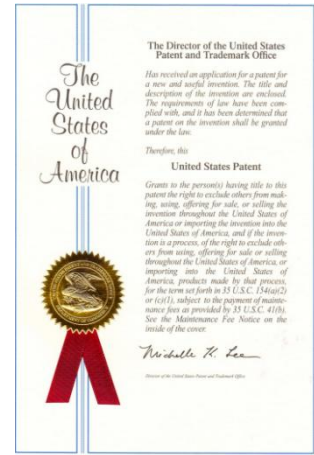 The
United
States
of
America
The Director of the United States
Patent and Trademark Office
Has received an application for a patent for
a new and useful invention. The title and
description of the invention are enclosed.
The requirements of law have been com-
plied with, and it has been determined that
a patent on the invention shall be granted
under the law.
Therefore, this
United States Patent
Grants to the person(s) having title to this
patent the right to exclude others from mak-
ing, using, offering for sale, or selling the
invention throughout the United States of
America or importing the invention into the
United States of America, and if the inven-
tion is a process, of the right to exclude oth-
ers from using, offering for sale or selling
throughout the United States of America, or
importing into the United States of
America, products made by that process,
for the term set forth in 35 U.S.C. 154(a)(2)
or (c)(1), subject to the payment of mainte-
nance fees as provided by 35 U.S.C. 41(b).
See the Maintenance Fee Notice on the
inside of the cover.
Michelle K. Lee
Director of the United States Patent and Trademark Office